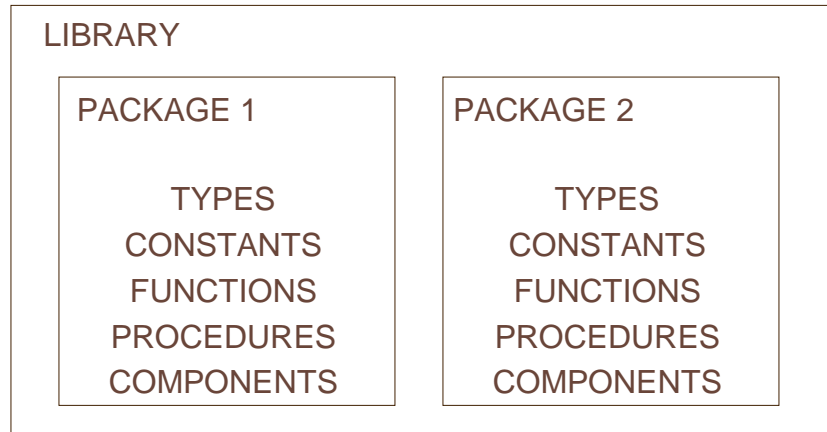 LIBRARY
PACKAGE 1
TYPES
CONSTANTS
FUNCTIONS
PROCEDURES
COMPONENTS
PACKAGE 2
TYPES
CONSTANTS
FUNCTIONS
PROCEDURES
COMPONENTS